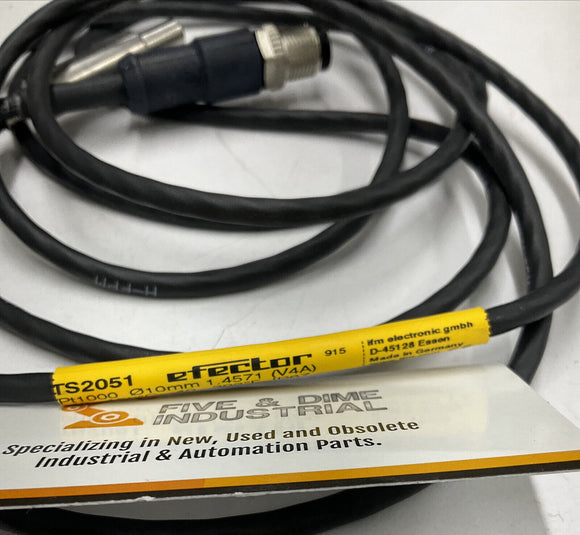 TS2051 efector 915
Pt1000 Ø10mm 1.4571 (V4A)
ifm electronic gmbh
D-45128 Essen
Made in Germany
FIVE & DIME
INDUSTRIAL
Specializing in New, Used and Obsolete
Industrial & Automation Parts.